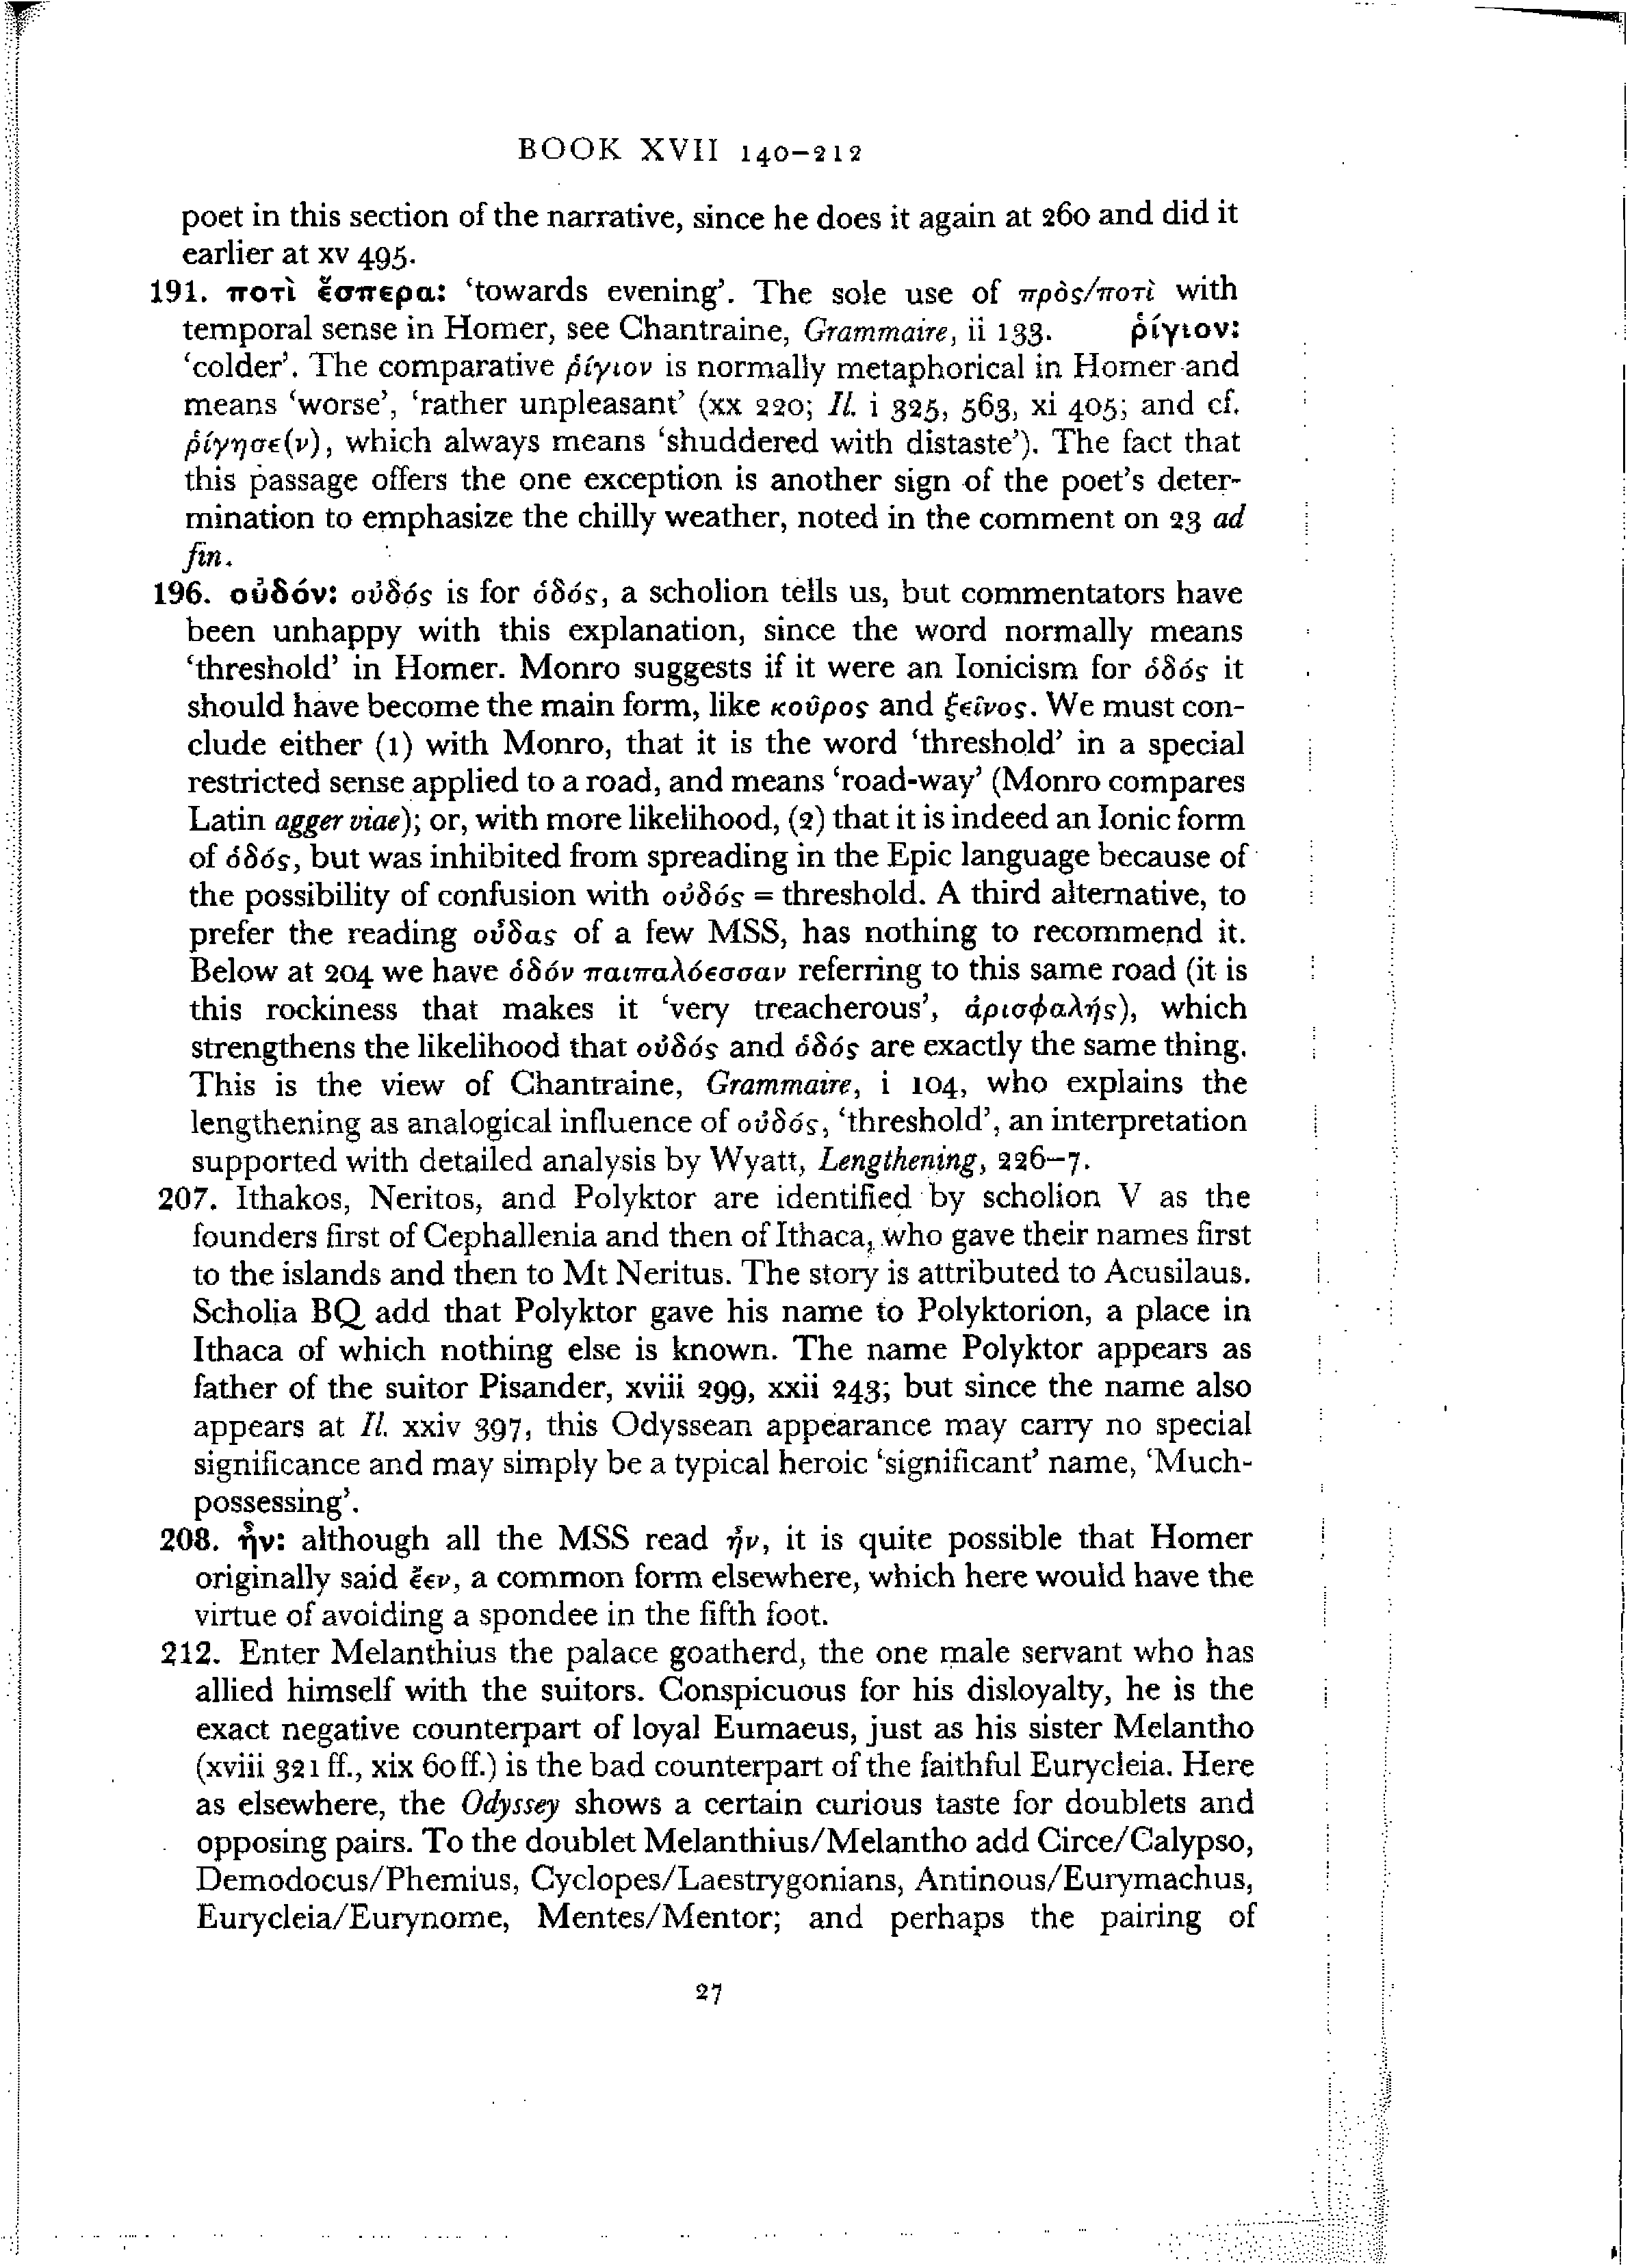 BOOK XVII 140–212
poet in this section of the narrative, since he does it again at 260 and did it
earlier at xv 495.
191. ποτὶ ἕσπερα: ‘towards evening’. The sole use of πρὸς/ποτὶ with
temporal sense in Homer, see Chantraine, Grammaire, ii 133. ῥίγιον:
‘colder’. The comparative ῥίγιον is normally metaphorical in Homer and
means ‘worse’, ‘rather unpleasant’ (xx 220; Il. i 325, 563, xi 405; and cf.
ῥίγησε(ν), which always means ‘shuddered with distaste’). The fact that
this passage offers the one exception is another sign of the poet's deter-
mination to emphasize the chilly weather, noted in the comment on 23 ad
fin.
196. οὐδόν: οὐδός is for ὁδός, a scholion tells us, but commentators have
been unhappy with this explanation, since the word normally means
‘threshold’ in Homer. Monro suggests if it were an Ionicism for ὁδός it
should have become the main form, like κοῦρος and ξεῖνος. We must con-
clude either (1) with Monro, that it is the word ‘threshold’ in a special
restricted sense applied to a road, and means ‘road-way’ (Monro compares
Latin agger viae); or, with more likelihood, (2) that it is indeed an Ionic form
of ὁδός, but was inhibited from spreading in the Epic language because of
the possibility of confusion with οὐδός = threshold. A third alternative, to
prefer the reading οὖδας of a few MSS, has nothing to recommend it.
Below at 204 we have ὁδόν παιπαλόεσσαν referring to this same road (it is
this rockiness that makes it ‘very treacherous’, ἀρισφαλής), which
strengthens the likelihood that οὐδός and ὁδός are exactly the same thing.
This is the view of Chantraine, Grammaire, i 104, who explains the
lengthening as analogical influence of οὐδός, ‘threshold’, an interpretation
supported with detailed analysis by Wyatt, Lengthening, 226–7.
207. Ithakos, Neritos, and Polyktor are identified by scholion V as the
founders first of Cephallenia and then of Ithaca, who gave their names first
to the islands and then to Mt Neritus. The story is attributed to Acusilaus.
Scholia BQ add that Polyktor gave his name to Polyktorion, a place in
Ithaca of which nothing else is known. The name Polyktor appears as
father of the suitor Pisander, xviii 299, xxii 243; but since the name also
appears at Il. xxiv 397, this Odyssean appearance may carry no special
significance and may simply be a typical heroic ‘significant’ name, ‘Much-
possessing’.
208. ἦν: although all the MSS read ἦν, it is quite possible that Homer
originally said ἔεν, a common form elsewhere, which here would have the
virtue of avoiding a spondee in the fifth foot.
212. Enter Melanthius the palace goatherd, the one male servant who has
allied himself with the suitors. Conspicuous for his disloyalty, he is the
exact negative counterpart of loyal Eumaeus, just as his sister Melantho
(xviii 321 ff., xix 60 ff.) is the bad counterpart of the faithful Eurycleia. Here
as elsewhere, the Odyssey shows a certain curious taste for doublets and
opposing pairs. To the doublet Melanthius/Melantho add Circe/Calypso,
Demodocus/Phemius, Cyclopes/Laestrygonians, Antinous/Eurymachus,
Eurycleia/Eurynome, Mentes/Mentor; and perhaps the pairing of
27